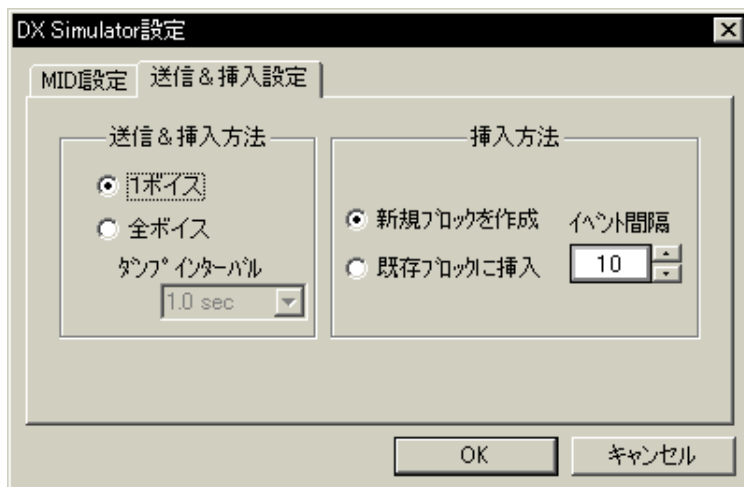 DX Simulator設定
MIDI設定
送信＆挿入設定
送信＆挿入方法
1ボイス
全ボイス
ﾀﾞﾝﾌﾟｲﾝﾀｰﾊﾞﾙ
1.0 sec
挿入方法
新規ﾌﾞﾛｯｸを作成
既存ﾌﾞﾛｯｸに挿入
ｲﾍﾞﾝﾄ間隔
10
OK
キャンセル